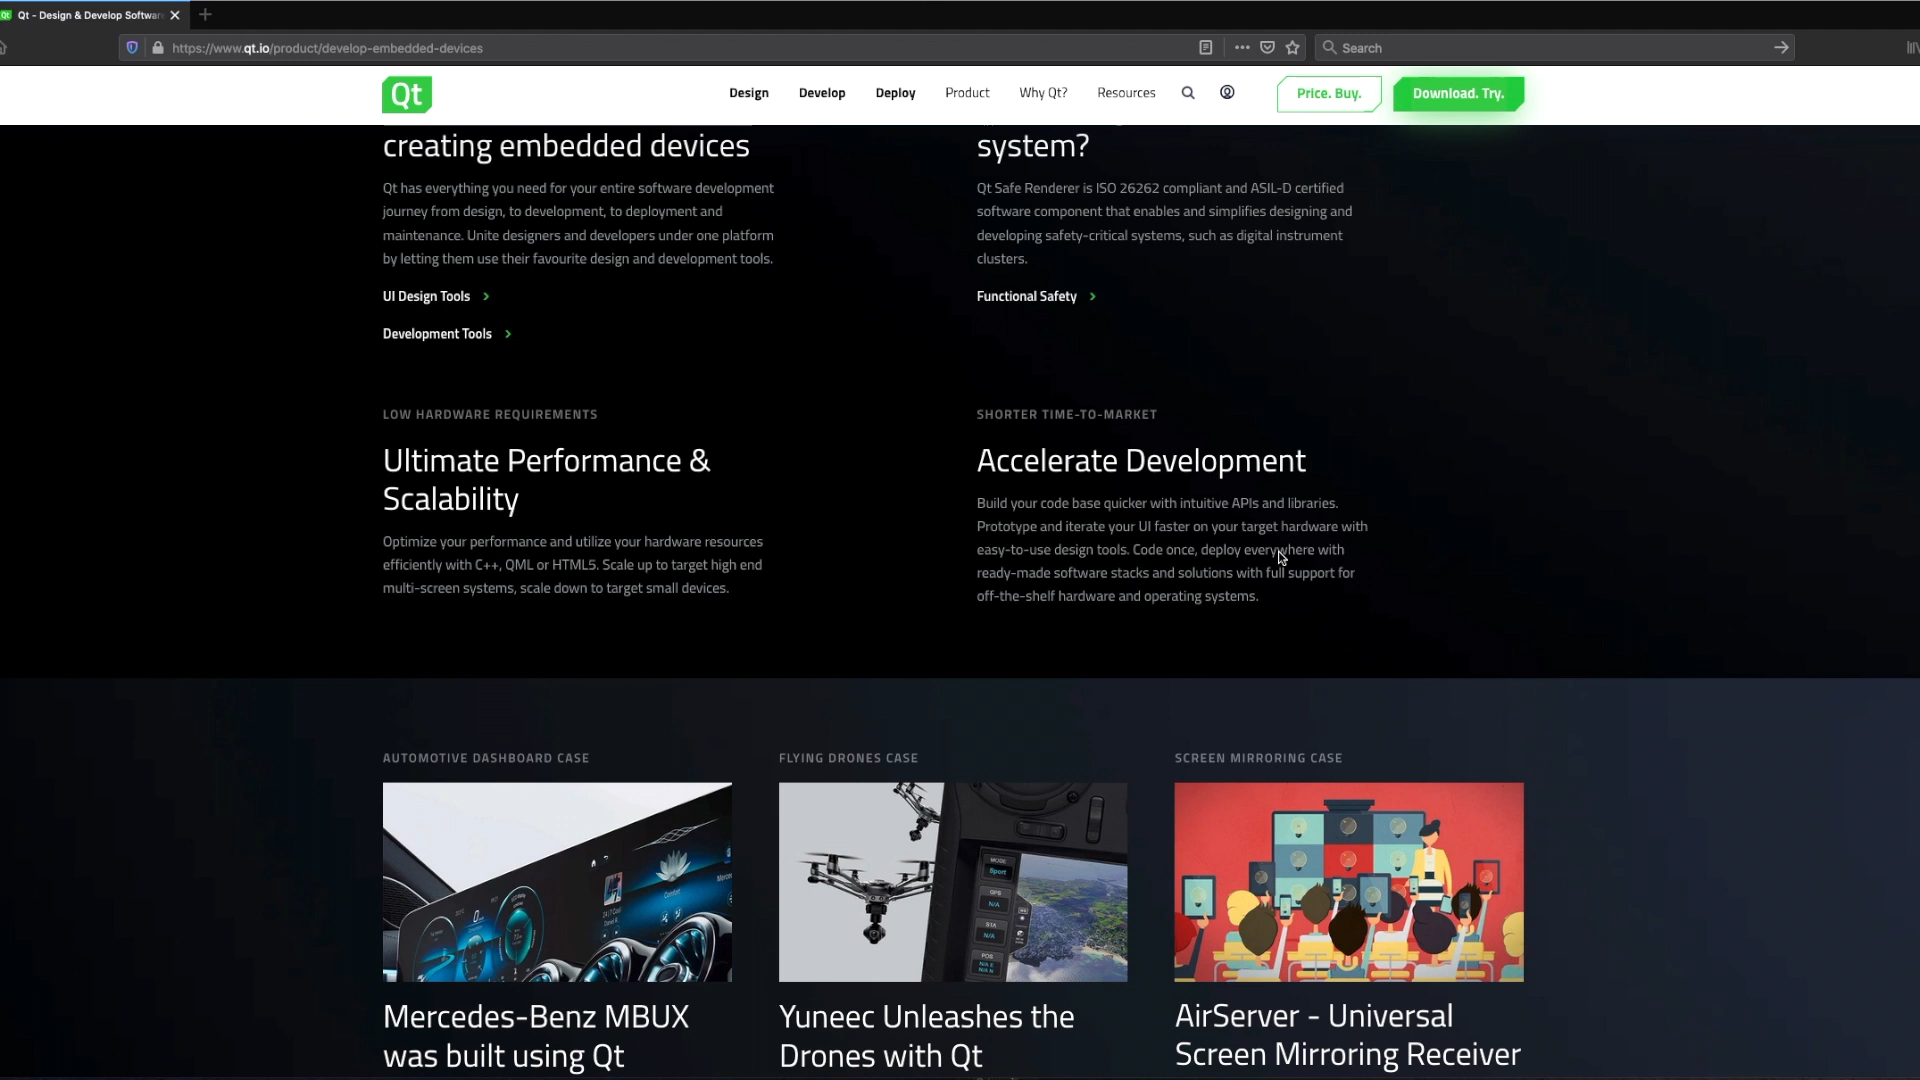 Qt - Design & Develop Softwar
https://www.qt.io/product/develop-embedded-devices
Search
Qt
Design
Develop
Deploy
Product
Why Qt?
Resources
Price. Buy.
Download. Try.
creating embedded devices
Qt has everything you need for your entire software development
journey from design, to development, to deployment and
maintenance. Unite designers and developers under one platform
by letting them use their favourite design and development tools.
UI Design Tools
Development Tools
system?
Qt Safe Renderer is ISO 26262 compliant and ASIL-D certified
software component that enables and simplifies designing and
developing safety-critical systems, such as digital instrument
clusters.
Functional Safety
LOW HARDWARE REQUIREMENTS
Ultimate Performance &
Scalability
Optimize your performance and utilize your hardware resources
efficiently with C++, QML or HTML5. Scale up to target high end
multi-screen systems, scale down to target small devices.
SHORTER TIME-TO-MARKET
Accelerate Development
Build your code base quicker with intuitive APIs and libraries.
Prototype and iterate your UI faster on your target hardware with
easy-to-use design tools. Code once, deploy everywhere with
ready-made software stacks and solutions with full support for
off-the-shelf hardware and operating systems.
AUTOMOTIVE DASHBOARD CASE
Comfort
Mercedes-Benz MBUX
was built using Qt
FLYING DRONES CASE
MODE
Sport
GPS
N/A
STA
N/A
POS
N/A E
N/A N
Yuneec Unleashes the
Drones with Qt
SCREEN MIRRORING CASE
AirServer - Universal
Screen Mirroring Receiver